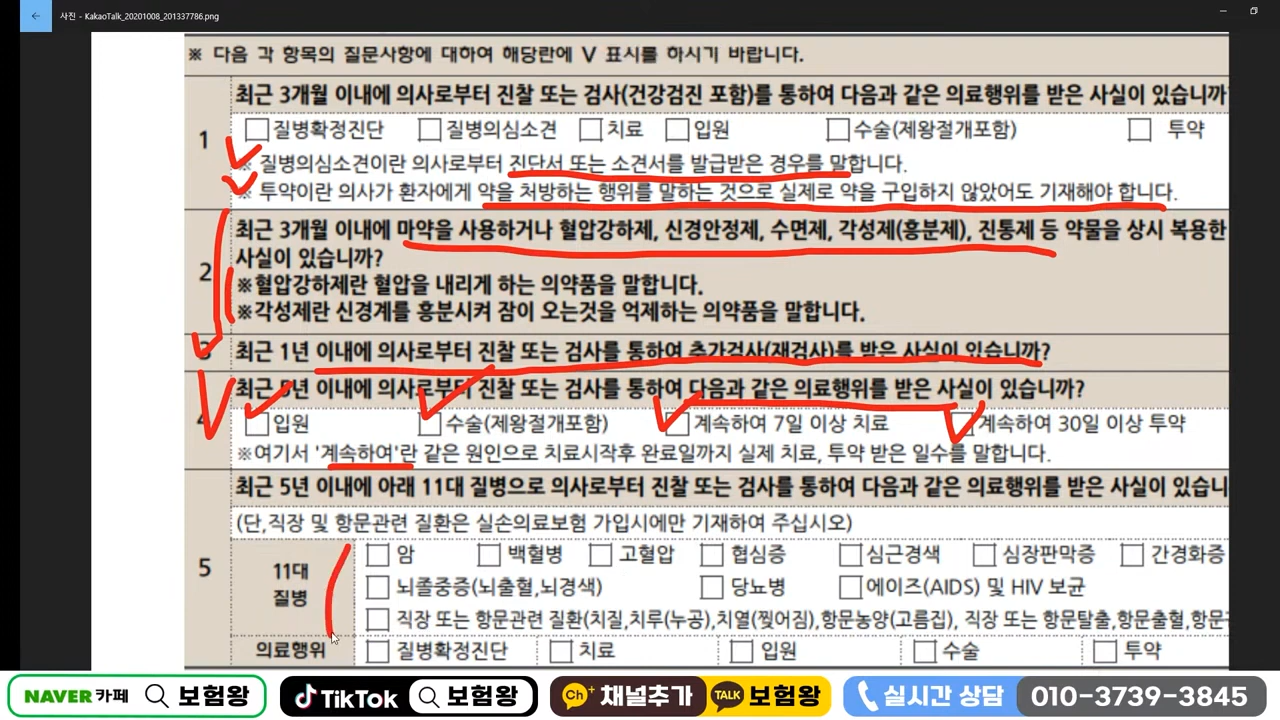 사진 - KakaoTalk_20201008_201337786.png
※ 다음 각 항목의 질문사항에 대하여 해당란에 V 표시를 하시기 바랍니다.
1
최근 3개월 이내에 의사로부터 진찰 또는 검사(건강검진 포함)를 통하여 다음과 같은 의료행위를 받은 사실이 있습니까
질병확정진단 질병의심소견 치료 입원 수술(제왕절개포함) 투약
※ 질병의심소견이란 의사로부터 진단서 또는 소견서를 발급받은 경우를 말합니다.
※ 투약이란 의사가 환자에게 약을 처방하는 행위를 말하는 것으로 실제로 약을 구입하지 않았어도 기재해야 합니다.
2
최근 3개월 이내에 마약을 사용하거나 혈압강하제, 신경안정제, 수면제, 각성제(흥분제), 진통제 등 약물을 상시 복용한
사실이 있습니까?
※혈압강하제란 혈압을 내리게 하는 의약품을 말합니다.
※각성제란 신경계를 흥분시켜 잠이 오는것을 억제하는 의약품을 말합니다.
3
최근 1년 이내에 의사로부터 진찰 또는 검사를 통하여 추가검사(재검사)를 받은 사실이 있습니까?
4
최근 5년 이내에 의사로부터 진찰 또는 검사를 통하여 다음과 같은 의료행위를 받은 사실이 있습니까?
입원 수술(제왕절개포함) 계속하여 7일 이상 치료 계속하여 30일 이상 투약
※여기서 '계속하여'란 같은 원인으로 치료시작후 완료일까지 실제 치료, 투약 받은 일수를 말합니다.
5
최근 5년 이내에 아래 11대 질병으로 의사로부터 진찰 또는 검사를 통하여 다음과 같은 의료행위를 받은 사실이 있습니
(단,직장 및 항문관련 질환은 실손의료보험 가입시에만 기재하여 주십시오)
11대
질병
암 백혈병 고혈압 협심증 심근경색 심장판막증 간경화증
뇌졸중증(뇌출혈,뇌경색) 당뇨병 에이즈(AIDS) 및 HIV 보균
직장 또는 항문관련 질환(치질,치루(누공),치열(찢어짐),항문농양(고름집), 직장 또는 항문탈출,항문출혈,항문
의료행위 질병확정진단 치료 입원 수술 투약
NAVER 카페 보험왕 TikTok 보험왕 Ch+ 채널추가 TALK 보험왕 실시간 상담 010-3739-3845